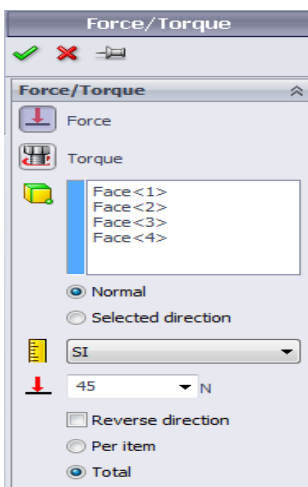 Force/Torque
Force/Torque
Force
Torque
Face<1>
Face<2>
Face<3>
Face<4>
Normal
Selected direction
SI
45 N
Reverse direction
Per item
Total